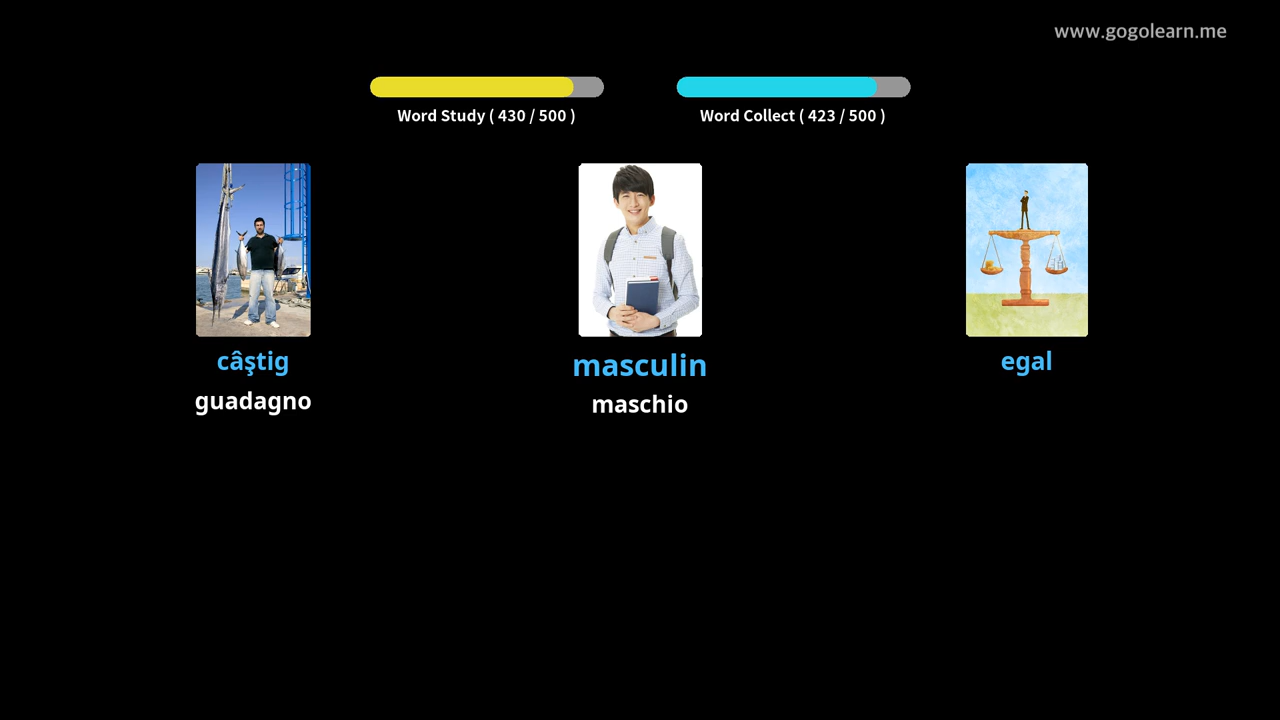 www.gogolearn.me
Word Study ( 430 / 500 )
Word Collect ( 423 / 500 )
câştig
masculin
egal
guadagno
maschio